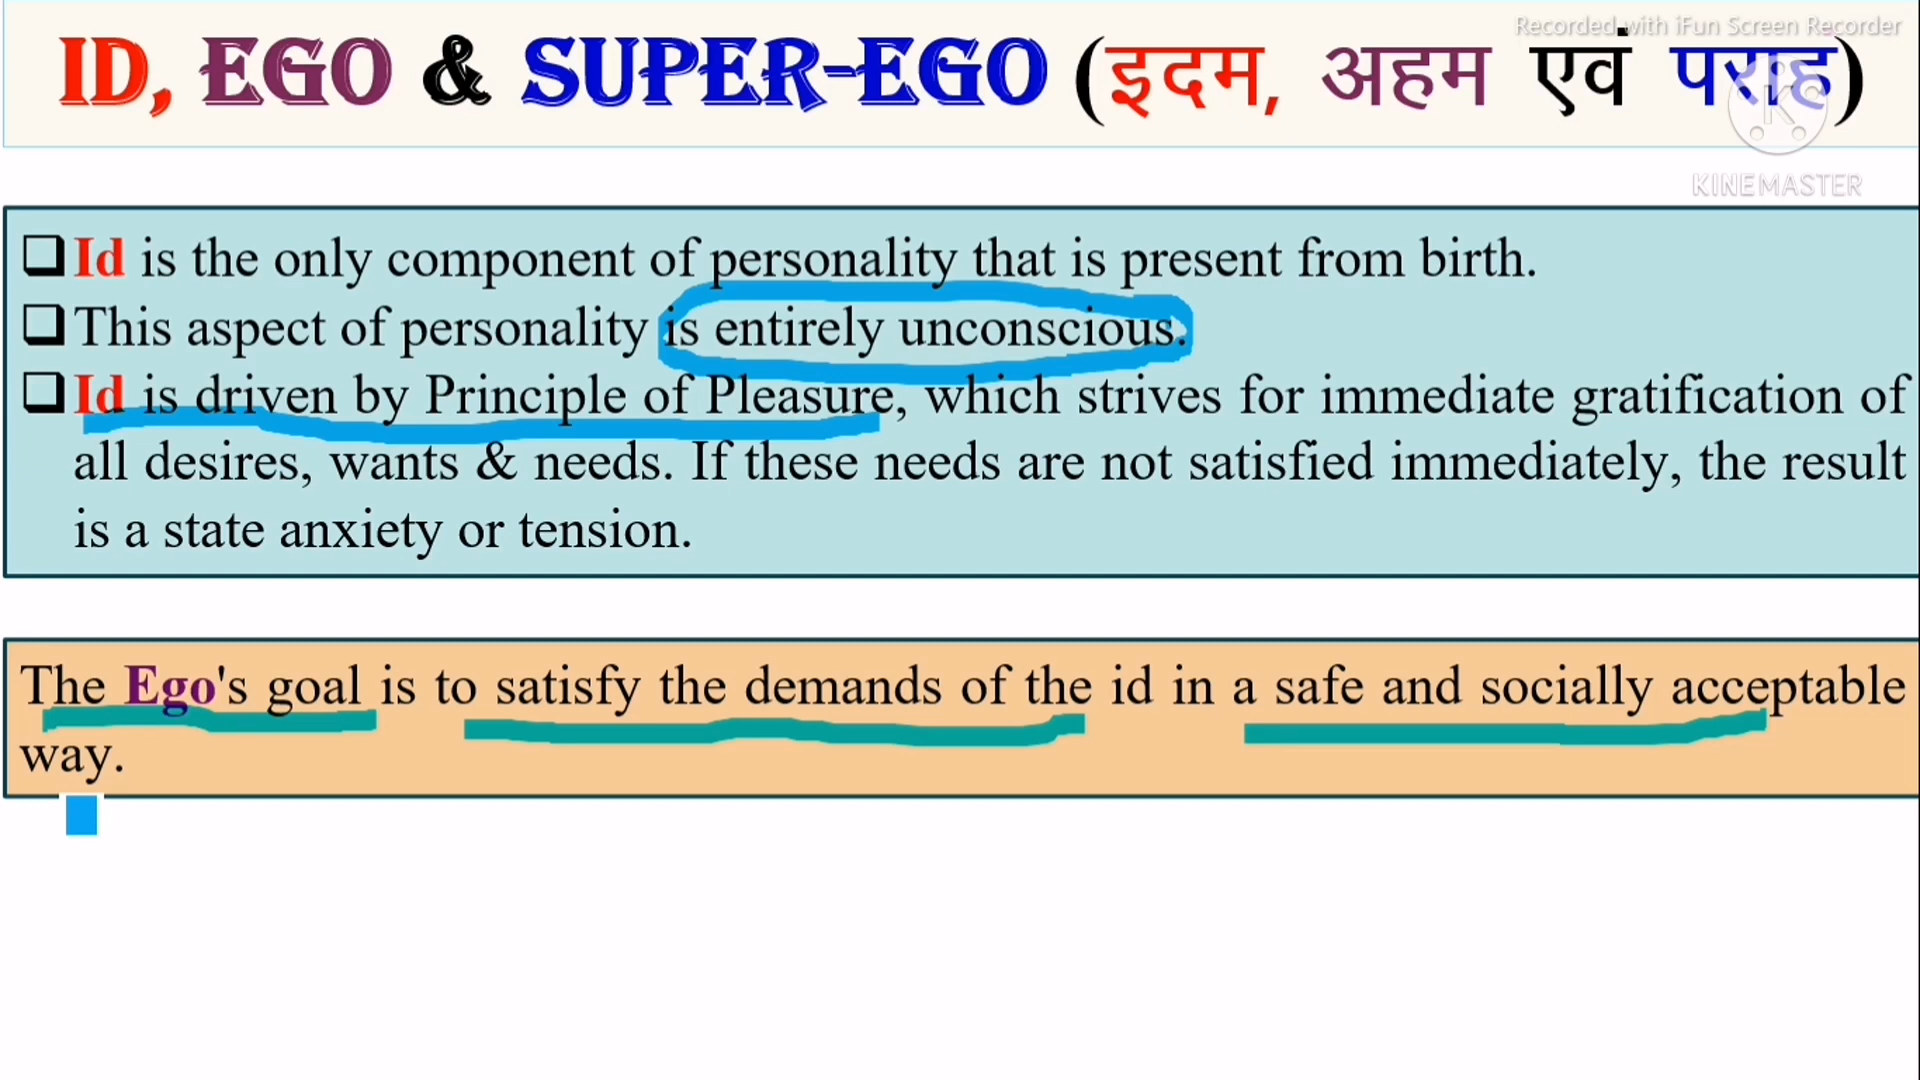 Recorded with iFun Screen Recorder
ID, EGO & SUPER-EGO (इदम, अहम एवं पराह)
KINEMASTER
❑ Id is the only component of personality that is present from birth.
❑ This aspect of personality is entirely unconscious.
❑ Id is driven by Principle of Pleasure, which strives for immediate gratification of
all desires, wants & needs. If these needs are not satisfied immediately, the result
is a state anxiety or tension.
The Ego's goal is to satisfy the demands of the id in a safe and socially acceptable
way.